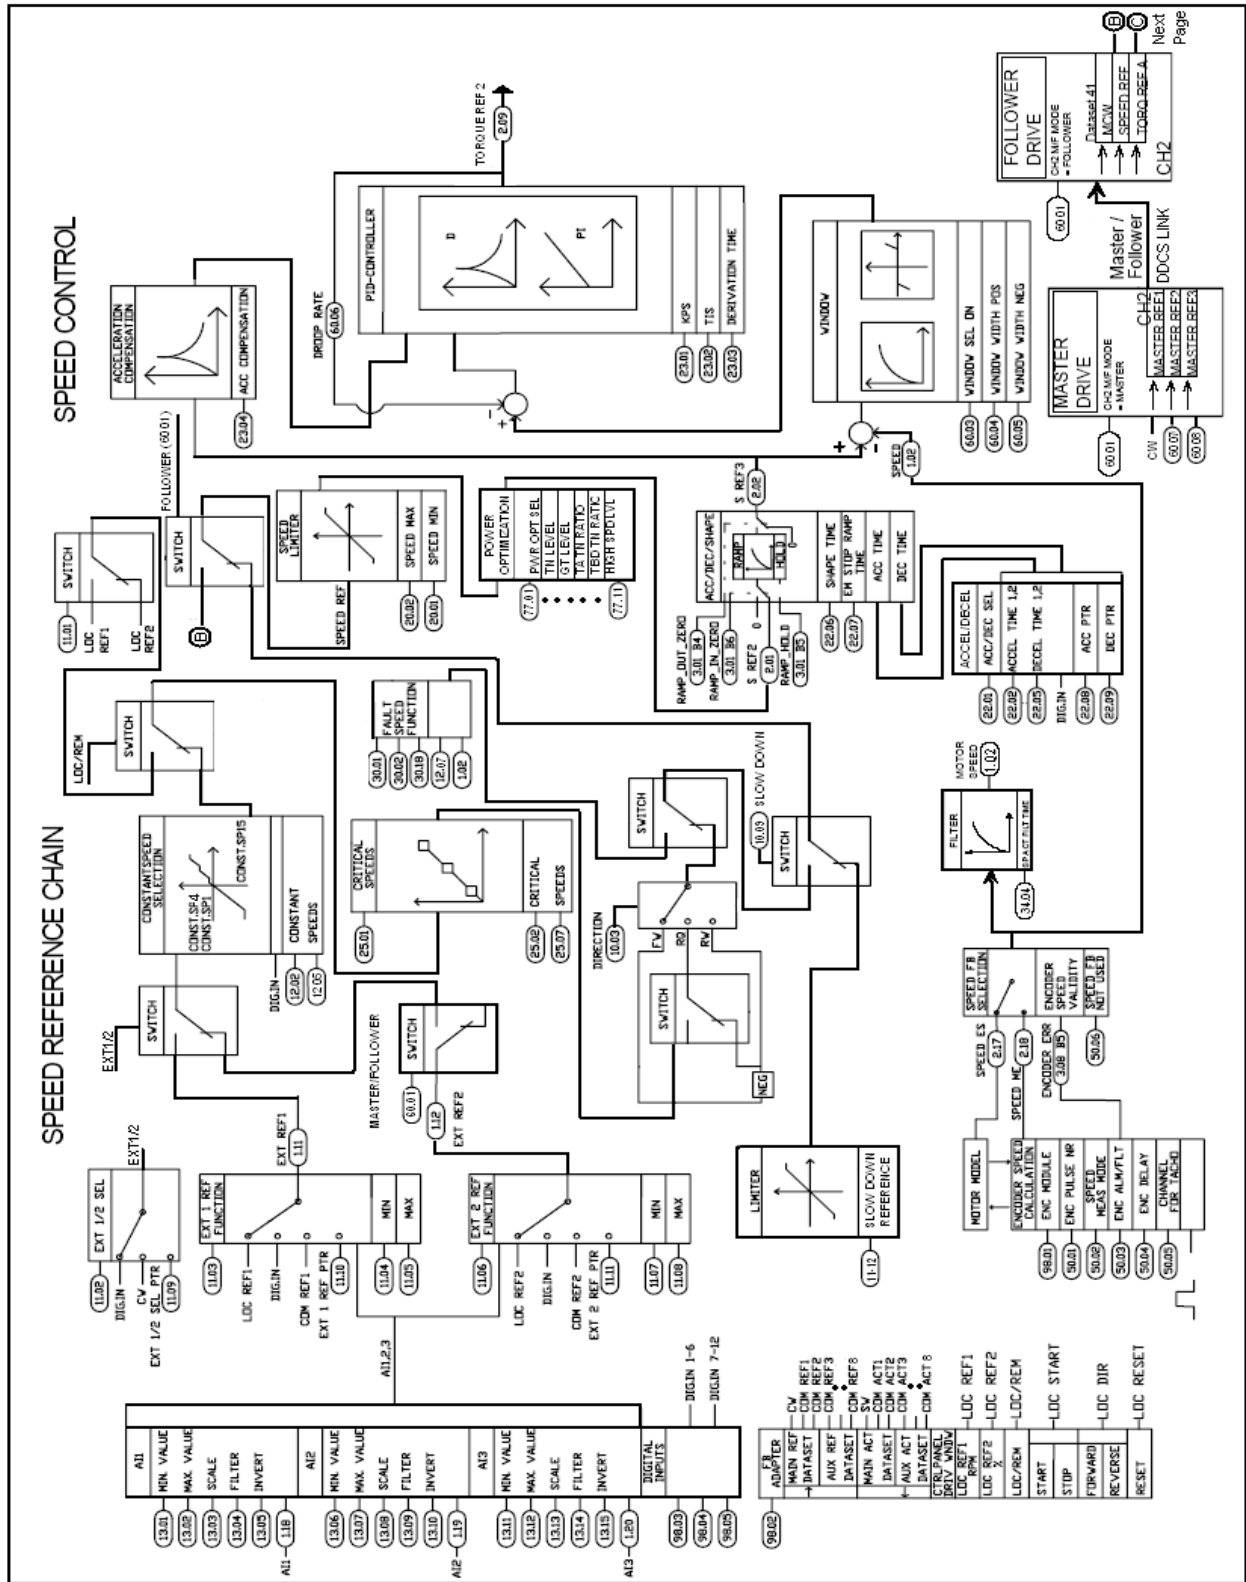 SPEED REFERENCE CHAIN
SPEED CONTROL
AI1
13.01 MIN. VALUE
13.02 MAX. VALUE
13.03 SCALE
13.04 FILTER
13.05 INVERT
AI1 1.18
AI2
13.06 MIN. VALUE
13.07 MAX. VALUE
13.08 SCALE
13.09 FILTER
13.10 INVERT
AI2 1.19
AI3
13.11 MIN. VALUE
13.12 MAX. VALUE
13.13 SCALE
13.14 FILTER
13.15 INVERT
AI3 1.20
DIGITAL
INPUTS
98.03
98.04
98.05
DIG.IN 1-6
DIG.IN 7-12
AI1,2,3
98.02
FB
ADAPTER
MAIN REF
DATASET
AUX REF
DATASET
MAIN ACT
DATASET
AUX ACT
DATASET
CW
COM REF1
COM REF2
COM REF3
COM REF8
SW
COM ACT1
COM ACT2
COM ACT3
COM ACT 8
CTRL.PANEL
DRIV WNDW
LOC REF1
RPM
LOC REF2
%
LOC/REM
START
STOP
FORWARD
REVERSE
RESET
LOC REF1
LOC REF2
LOC/REM
LOC START
LOC DIR
LOC RESET
11.02
EXT 1/2 SEL
EXT1/2
DIG.IN
CW
EXT 1/2 SEL PTR
11.09
11.03
EXT 1 REF
FUNCTION
LOC REF1
DIG.IN
COM REF1
EXT 1 REF PTR
11.10
11.04 MIN
11.05 MAX
EXT REF1
1.11
11.06
EXT 2 REF
FUNCTION
LOC REF2
DIG.IN
COM REF2
EXT 2 REF PTR
11.11
11.07 MIN
11.08 MAX
1.12
EXT REF2
EXT1/2
SWITCH
MASTER/FOLLOWER
60.01
SWITCH
CONSTANTSPEED
SELECTION
CONST.SP4
CONST.SP1
CONST.SP15
DIG.IN
12.02 CONSTANT
12.05 SPEEDS
LOC/REM
SWITCH
11.01
SWITCH
LOC
REF1
LOC
REF2
25.01
CRITICAL
SPEEDS
25.02 CRITICAL
25.07 SPEEDS
30.01
30.02
30.18
12.07
1.02
FAULT
SPEED
FUNCTION
DIRECTION
10.03
FW
RQ
RW
SWITCH
NEG
SWITCH
10.09 SLOW DOWN
SWITCH
LIMITER
SLOW DOWN
REFERENCE
11.12
FOLLOWER (60.01)
SWITCH
B
SPEED REF
SPEED
LIMITER
20.02 SPEED MAX
20.01 SPEED MIN
POWER
OPTIMIZATION
77.01 PWR OPT SEL
TN LEVEL
GT LEVEL
TA TN RATIO
TBD TN RATIC
77.11 HIGH SPD LVL
ACC/DEC/SHAPE
RAMP
HOLD
0
0
RAMP_OUT_ZERO
3.01 B4
RAMP_IN_ZERO
3.01 B6
S REF2
2.01
RAMP_HOLD
3.01 B5
22.06 SHAPE TIME
22.07 EM STOP RAMP
TIME
ACC TIME
DEC TIME
S REF3
2.02
ACCEL/DECEL
22.01 ACC/DEC SEL
22.02 ACCEL TIME 1,2
DECEL TIME 1,2
DIG.IN
22.08 ACC PTR
22.09 DEC PTR
ACCELERATION
COMPENSATION
23.04 ACC COMPENSATION
DROOP RATE
60.06
TORQUE REF 2
2.09
PID-CONTROLLER
D
PI
23.01 KPS
23.02 TIS
23.03 DERIVATION TIME
- +
+ -
SPEED
1.02
WINDOW
60.03 WINDOW SEL ON
60.04 WINDOW WIDTH POS
60.05 WINDOW WIDTH NEG
MOTOR
SPEED
1.02
FILTER
34.04 SP ACT FILT TIME
SPEED FB
SELECTION
ENCODER
SPEED
VALIDITY
SPEED FB
NOT USED
SPEED ES
2.17
SPEED ME
2.18
ENCODER ERR
3.08 B5
50.06
MOTOR MODEL
ENCODER SPEED
CALCULATION
98.01 ENC MODULE
50.01 ENC PULSE NR
50.02 SPEED
MEAS MODE
50.03 ENC ALM/FLT
50.04 ENC DELAY
50.05 CHANNEL
FOR TACHO
60 01
MASTER
DRIVE
CH2 M/F MODE
= MASTER
CH2
CW MASTER REF1
60 07 MASTER REF2
60 08 MASTER REF3
Master /
Follower
DDCS LINK
60 01
FOLLOWER
DRIVE
CH2 M/F MODE
= FOLLOWER
Dataset 41
MCW
SPEED REF
TORQ REF A
CH2
B
C
Next
Page